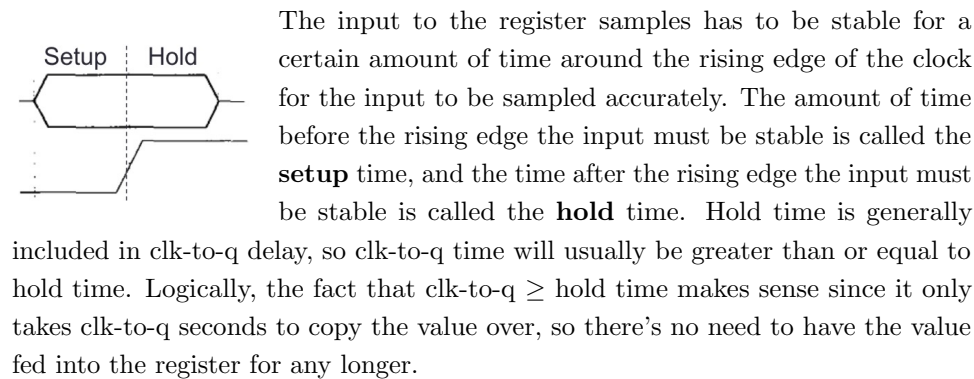 Setup Hold
The input to the register samples has to be stable for a
certain amount of time around the rising edge of the clock
for the input to be sampled accurately. The amount of time
before the rising edge the input must be stable is called the
setup time, and the time after the rising edge the input must
be stable is called the hold time. Hold time is generally
included in clk-to-q delay, so clk-to-q time will usually be greater than or equal to
hold time. Logically, the fact that clk-to-q ≥ hold time makes sense since it only
takes clk-to-q seconds to copy the value over, so there's no need to have the value
fed into the register for any longer.